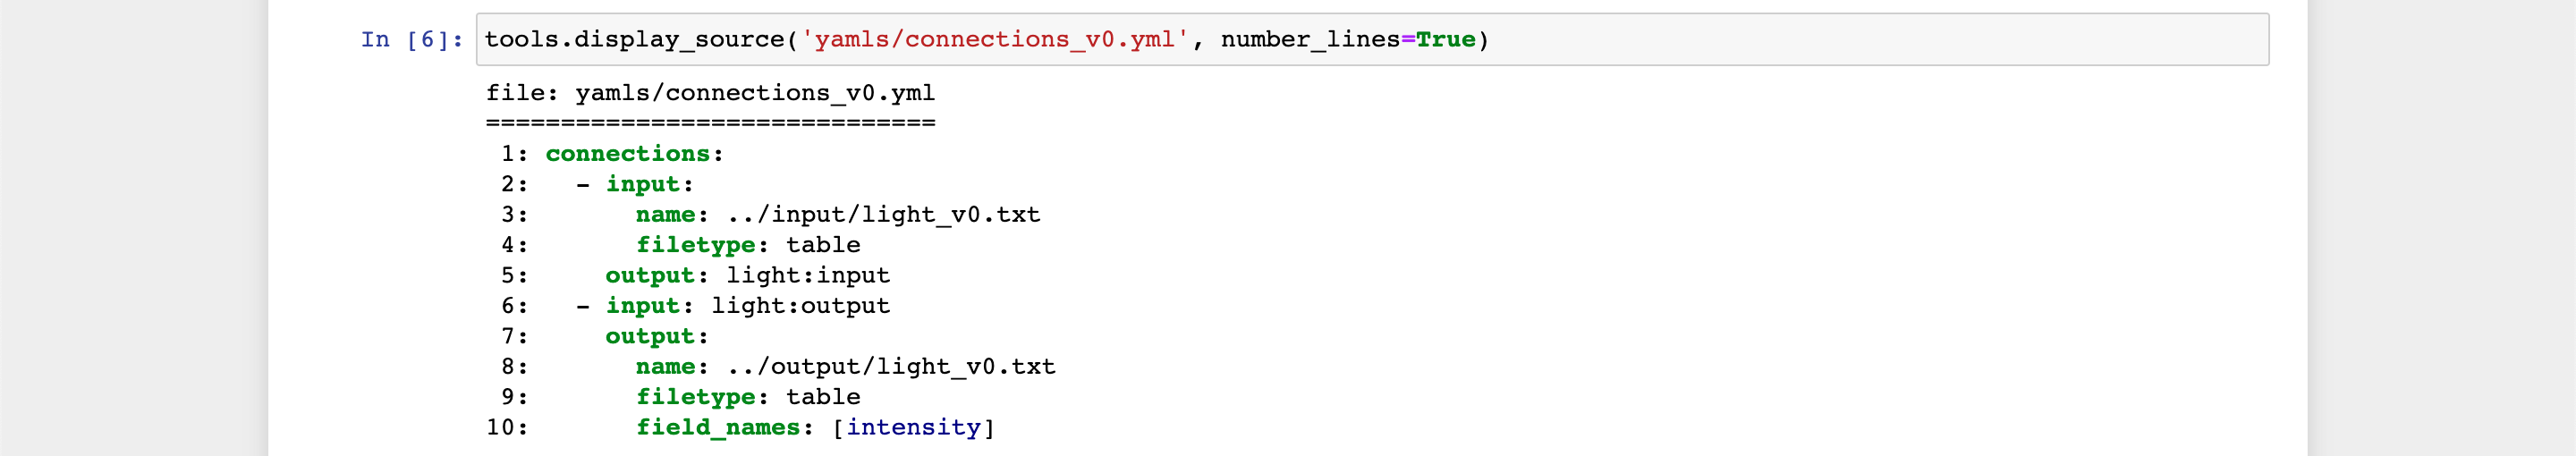 In [6]: tools.display_source('yamls/connections_v0.yml', number_lines=True)
file: yamls/connections_v0.yml
==============================
 1: connections:
 2:   - input:
 3:       name: ../input/light_v0.txt
 4:       filetype: table
 5:     output: light:input
 6:   - input: light:output
 7:     output:
 8:       name: ../output/light_v0.txt
 9:       filetype: table
10:       field_names: [intensity]